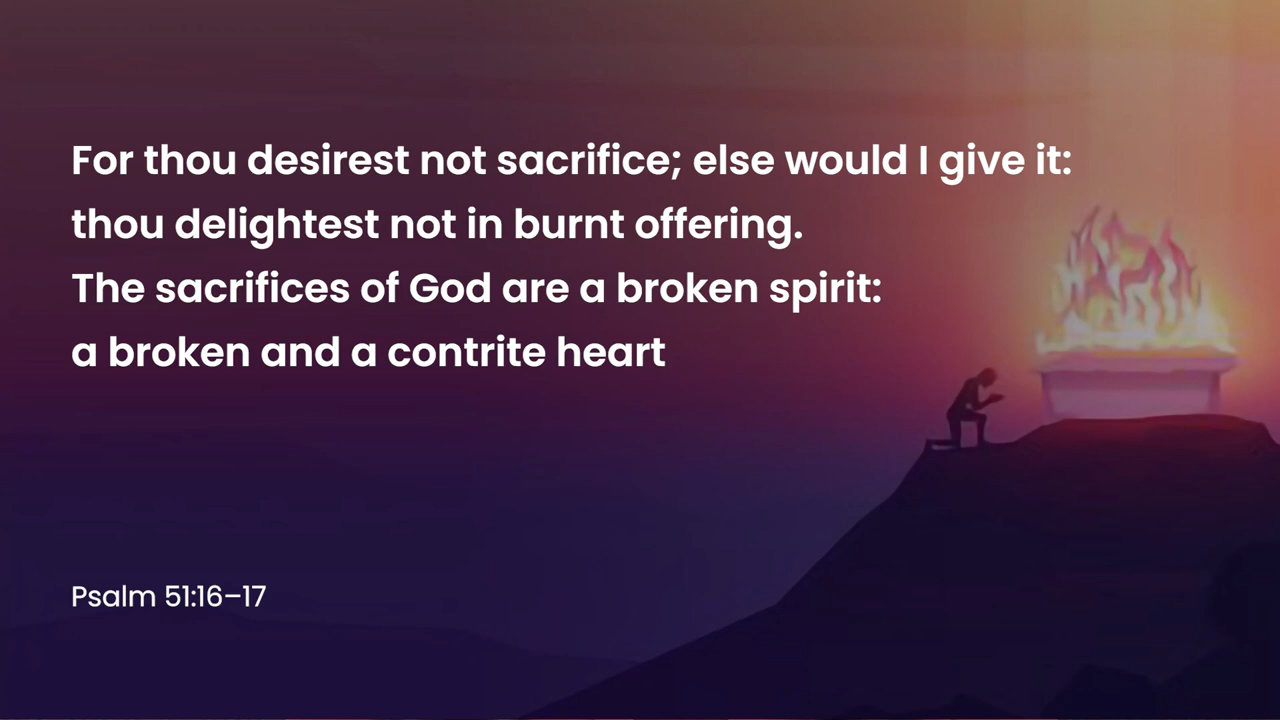 For thou desirest not sacrifice; else would I give it:
thou delightest not in burnt offering.
The sacrifices of God are a broken spirit:
a broken and a contrite heart
Psalm 51:16–17